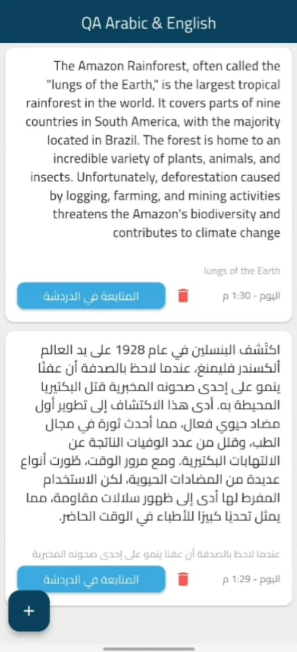 QA Arabic & English
The Amazon Rainforest, often called the
"lungs of the Earth," is the largest tropical
rainforest in the world. It covers parts of nine
countries in South America, with the majority
located in Brazil. The forest is home to an
incredible variety of plants, animals, and
insects. Unfortunately, deforestation caused
by logging, farming, and mining activities
threatens the Amazon's biodiversity and
contributes to climate change
lungs of the Earth
المتابعة في الدردشة
اليوم - 1:30 م
اكتُشف البنسلين في عام 1928 على يد العالم
ألكسندر فليمنغ، عندما لاحظ بالصدفة أن عفنًا
ينمو على إحدى صحونه المخبرية قتل البكتيريا
المحيطة به. أدى هذا الاكتشاف إلى تطوير أول
مضاد حيوي فعال، مما أحدث ثورة في مجال
الطب، وقلل من عدد الوفيات الناتجة عن
الالتهابات البكتيرية. ومع مرور الوقت، طُورت أنواع
عديدة من المضادات الحيوية، لكن الاستخدام
المفرط لها أدى إلى ظهور سلالات مقاومة، مما
يمثل تحديًا كبيرًا للأطباء في الوقت الحاضر.
عندما لاحظ بالصدفة أن عفنا ينمو على إحدى صحونه المخبرية
المتابعة في الدردشة
اليوم - 1:29 م
+